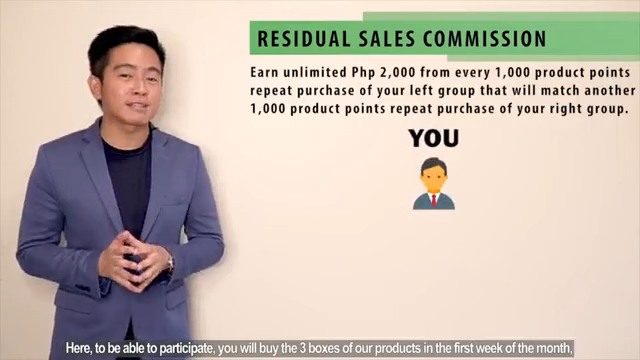 RESIDUAL SALES COMMISSION
Earn unlimited Php 2,000 from every 1,000 product points
repeat purchase of your left group that will match another
1,000 product points repeat purchase of your right group.
YOU
Here, to be able to participate, you will buy the 3 boxes of our products in the first week of the month,